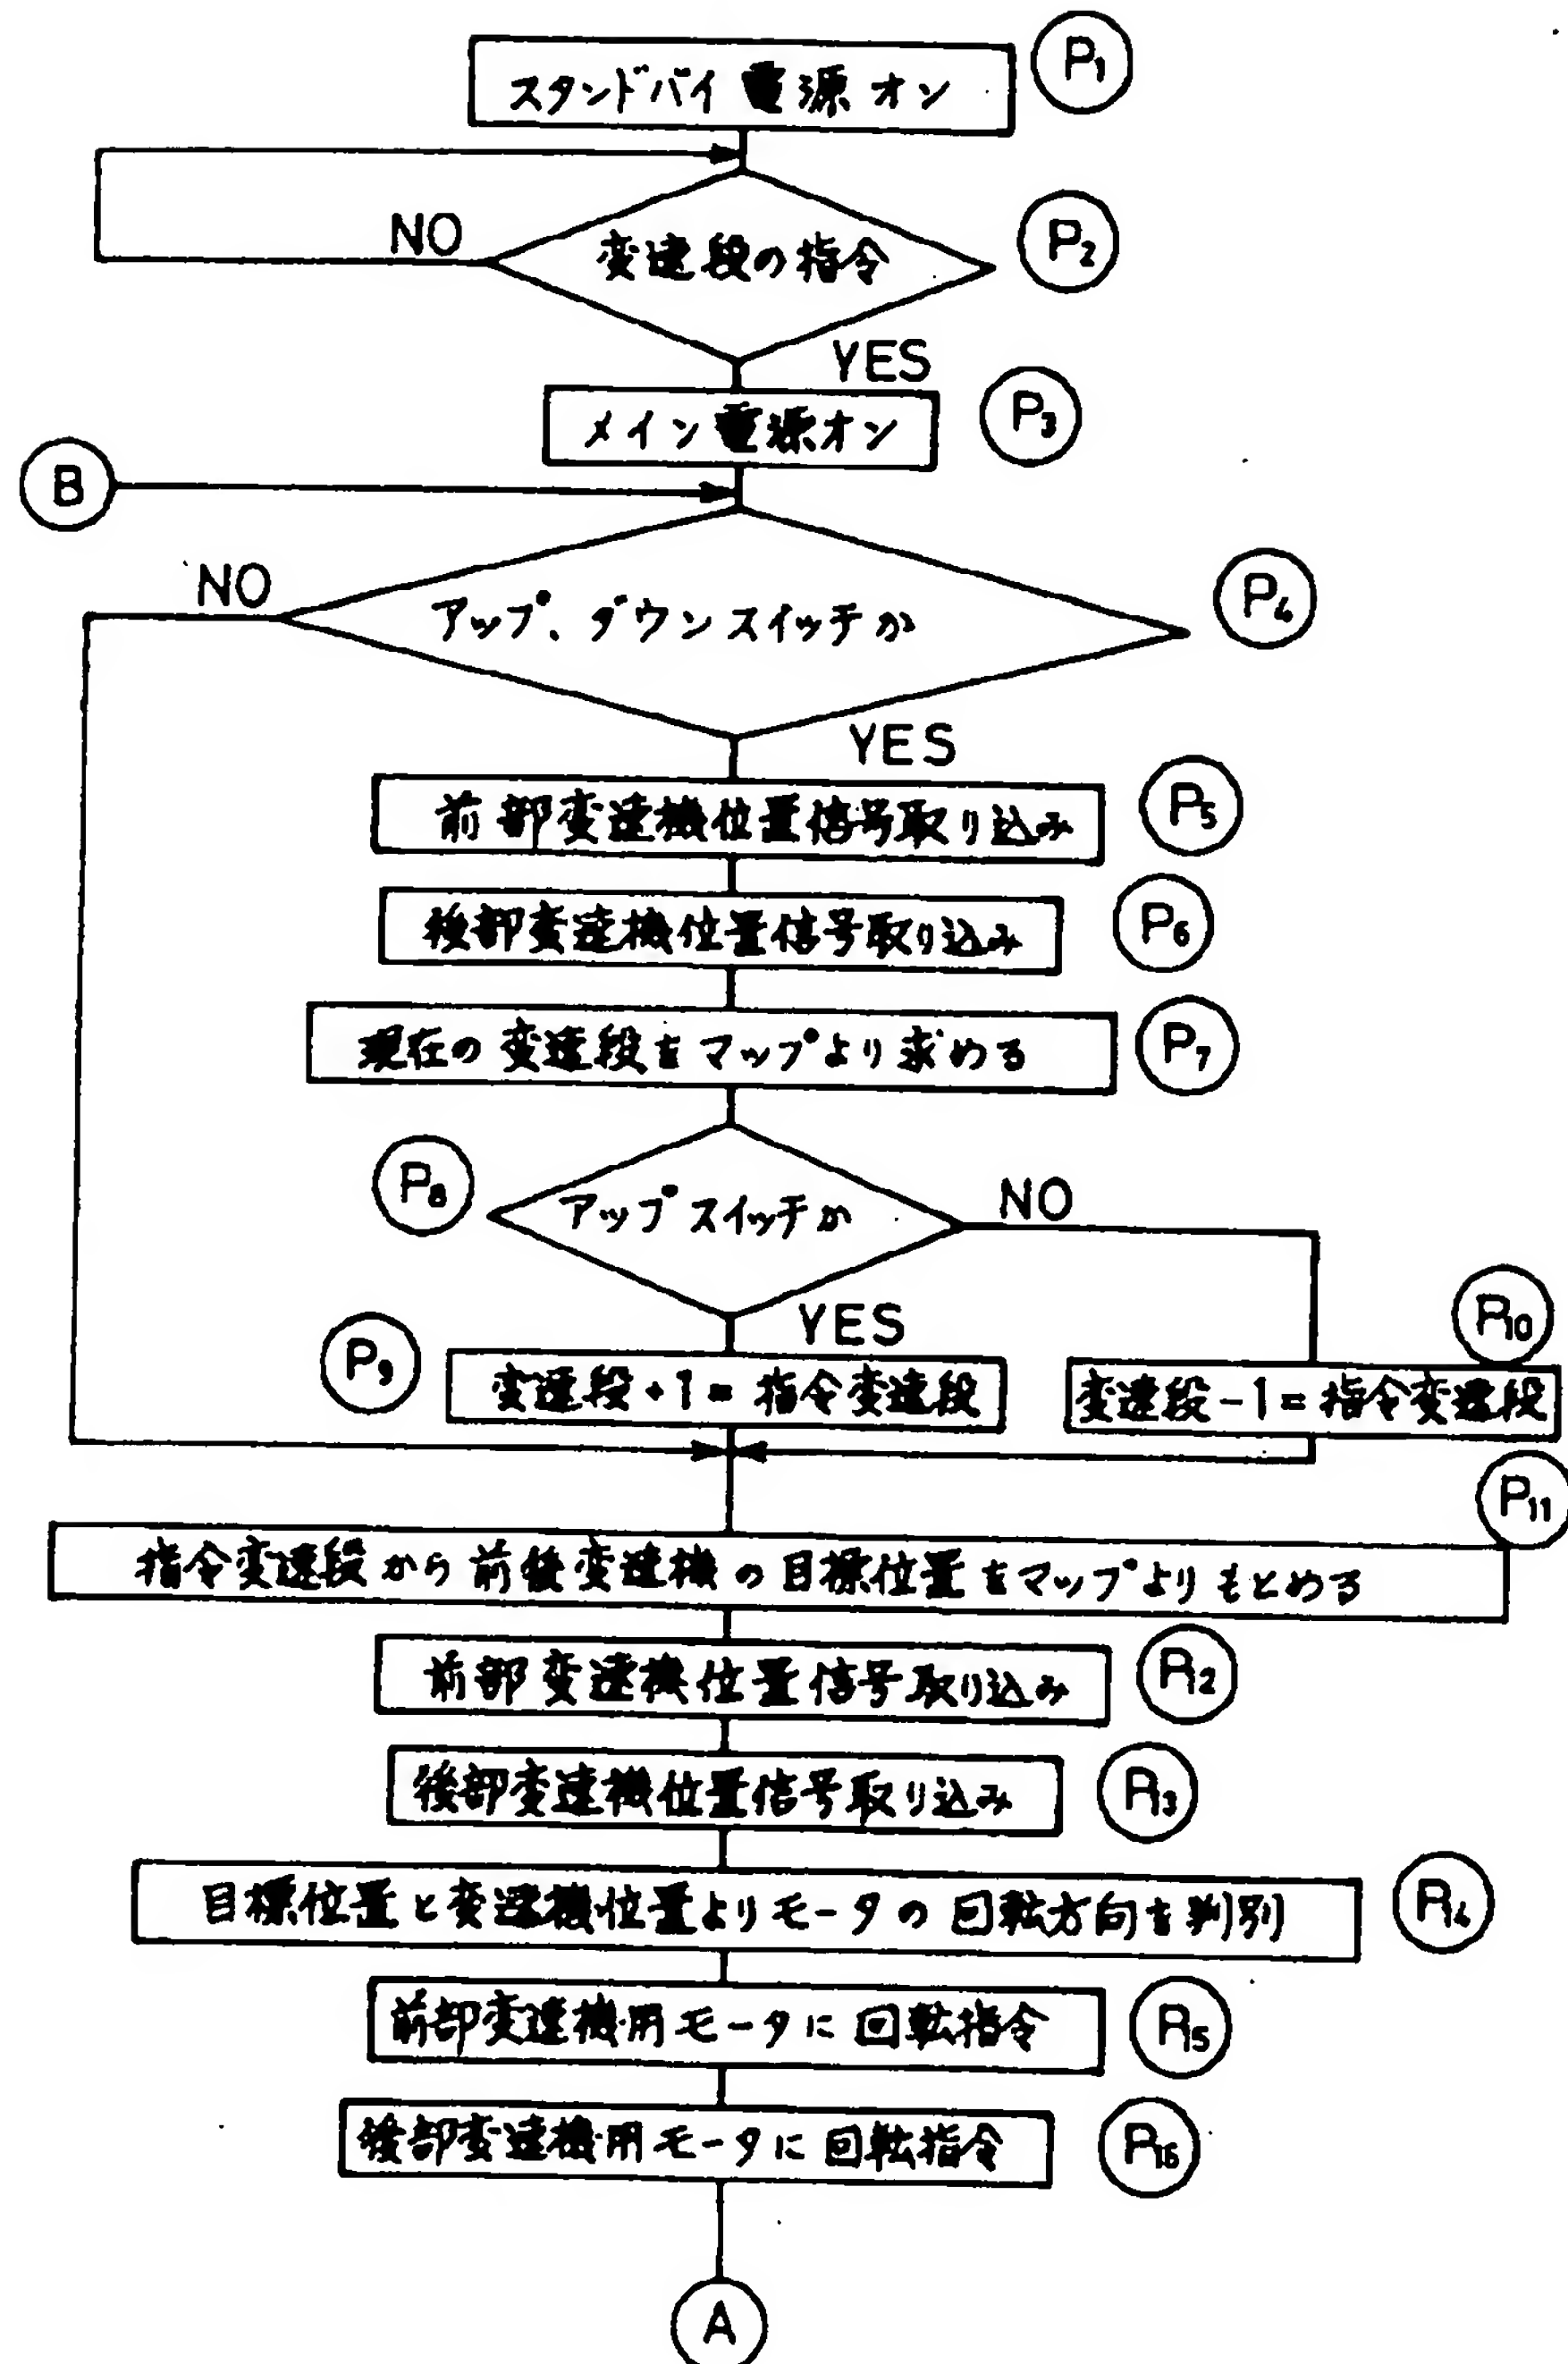 スタンドバイ電源オン
P1
NO
変速段の指令
P2
YES
メイン電源オン
P3
B
NO
アップ、ダウンスイッチか
P4
YES
前部変速機位置信号取り込み
P5
後部変速機位置信号取り込み
P6
現在の変速段をマップより求める
P7
P8
アップスイッチか
NO
YES
P9
変速段+1=指令変速段
P10
変速段-1=指令変速段
P11
指令変速段から前後変速機の目標位置をマップよりもとめる
前部変速機位置信号取り込み
P12
後部変速機位置信号取り込み
P13
目標位置と変速機位置よりモータの回転方向を判別
P14
前部変速機用モータに回転指令
P15
後部変速機用モータに回転指令
P16
A